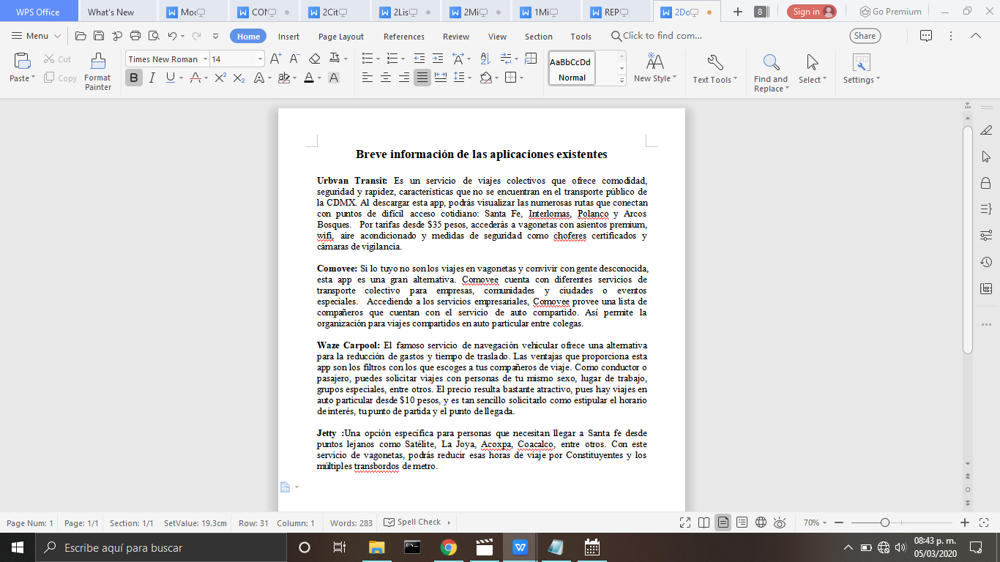 WPS Office
What's New
Moc
CON
2Cit
2Lis
2Mi
1Mi
REP
2Do
8
Sign in
Go Premium
Menu
Home
Insert
Page Layout
References
Review
View
Section
Tools
Click to find com...
Share
Paste
Cut
Copy
Format
Painter
Times New Roman
14
AaBbCcDd
Normal
New Style
Text Tools
Find and
Replace
Select
Settings
Breve información de las aplicaciones existentes
Urbvan Transit: Es un servicio de viajes colectivos que ofrece comodidad,
seguridad y rapidez, características que no se encuentran en el transporte público de
la CDMX. Al descargar esta app, podrás visualizar las numerosas rutas que conectan
con puntos de difícil acceso cotidiano: Santa Fe, Interlomas, Polanco y Arcos
Bosques. Por tarifas desde $35 pesos, accederás a vagonetas con asientos premium,
wifi, aire acondicionado y medidas de seguridad como choferes certificados y
cámaras de vigilancia.
Comovee: Si lo tuyo no son los viajes en vagonetas y convivir con gente desconocida,
esta app es una gran alternativa. Comovee cuenta con diferentes servicios de
transporte colectivo para empresas, comunidades y ciudades o eventos
especiales. Accediendo a los servicios empresariales, Comovee provee una lista de
compañeros que cuentan con el servicio de auto compartido. Así permite la
organización para viajes compartidos en auto particular entre colegas.
Waze Carpool: El famoso servicio de navegación vehicular ofrece una alternativa
para la reducción de gastos y tiempo de traslado. Las ventajas que proporciona esta
app son los filtros con los que escoges a tus compañeros de viaje. Como conductor o
pasajero, puedes solicitar viajes con personas de tu mismo sexo, lugar de trabajo,
grupos especiales, entre otros. El precio resulta bastante atractivo, pues hay viajes en
auto particular desde $10 pesos, y es tan sencillo solicitarlo como estipular el horario
de interés, tu punto de partida y el punto de llegada.
Jetty :Una opción específica para personas que necesitan llegar a Santa fe desde
puntos lejanos como Satélite, La Joya, Acoxpa, Coacalco, entre otros. Con este
servicio de vagonetas, podrás reducir esas horas de viaje por Constituyentes y los
múltiples transbordos de metro.
Page Num: 1
Page: 1/1
Section: 1/1
SetValue: 19.3cm
Row: 31
Column: 1
Words: 283
Spell Check
70%
Escribe aquí para buscar
08:43 p. m.
05/03/2020